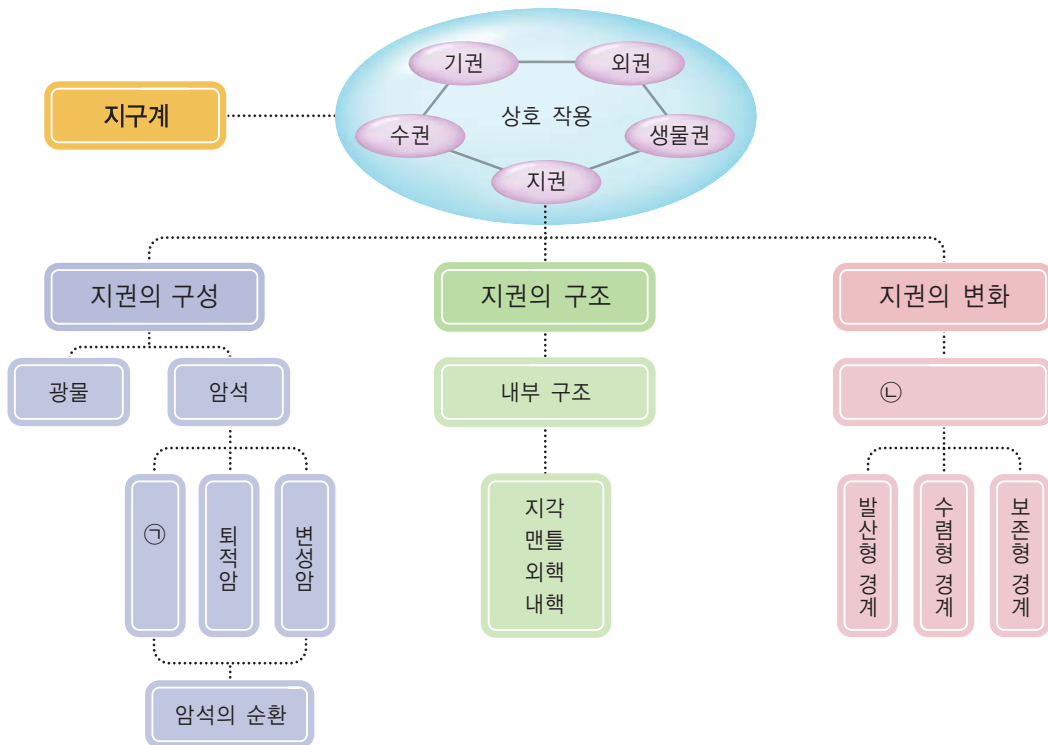 기권
외권
지구계
상호 작용
수권
생물권
지권
지권의 구성
지권의 구조
지권의 변화
광물
암석
내부 구조
㉡
㉠
퇴적암
변성암
지각
맨틀
외핵
내핵
발산형 경계
수렴형 경계
보존형 경계
암석의 순환